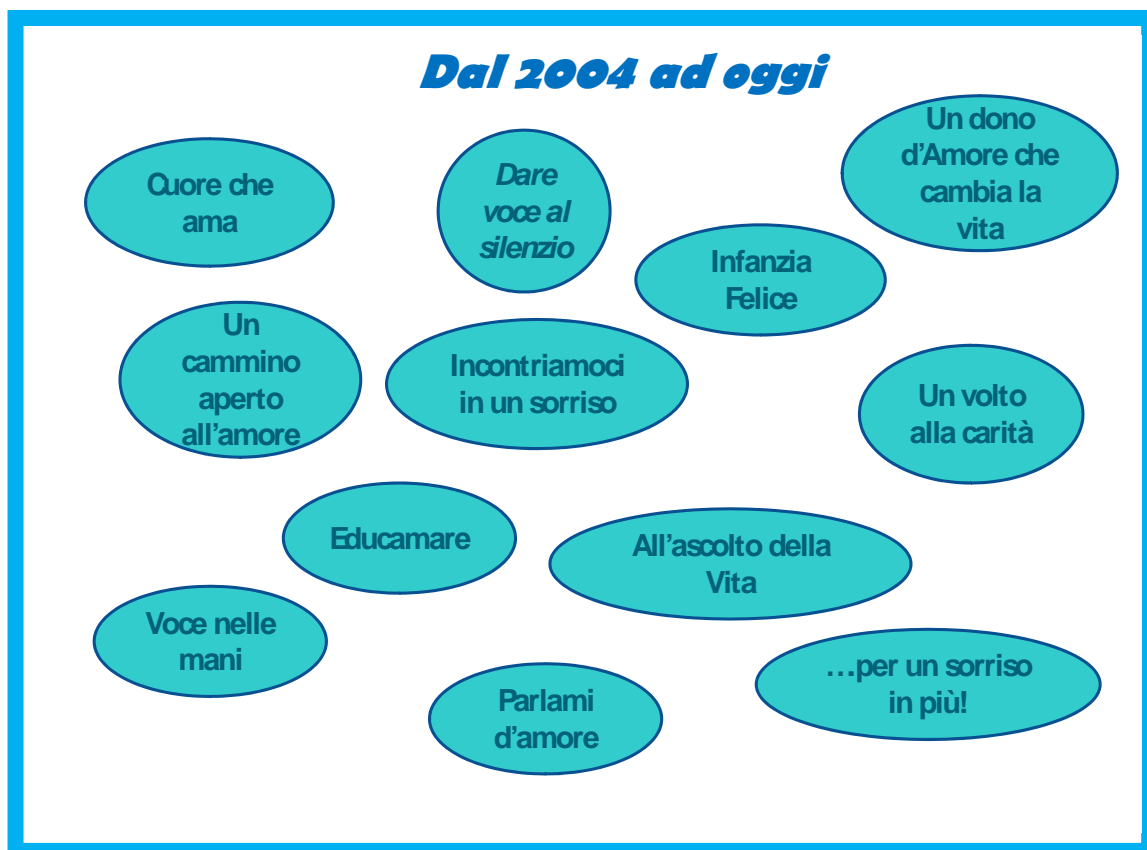 Dal 2004 ad oggi
Cuore che
ama
Dare
voce al
silenzio
Un dono
d'Amore che
cambia la
vita
Infanzia
Felice
Un
cammino
aperto
all'amore
Incontriamoci
in un sorriso
Un volto
alla carità
Educamare
All'ascolto della
Vita
Voce nelle
mani
Parlami
d'amore
…per un sorriso
in più!